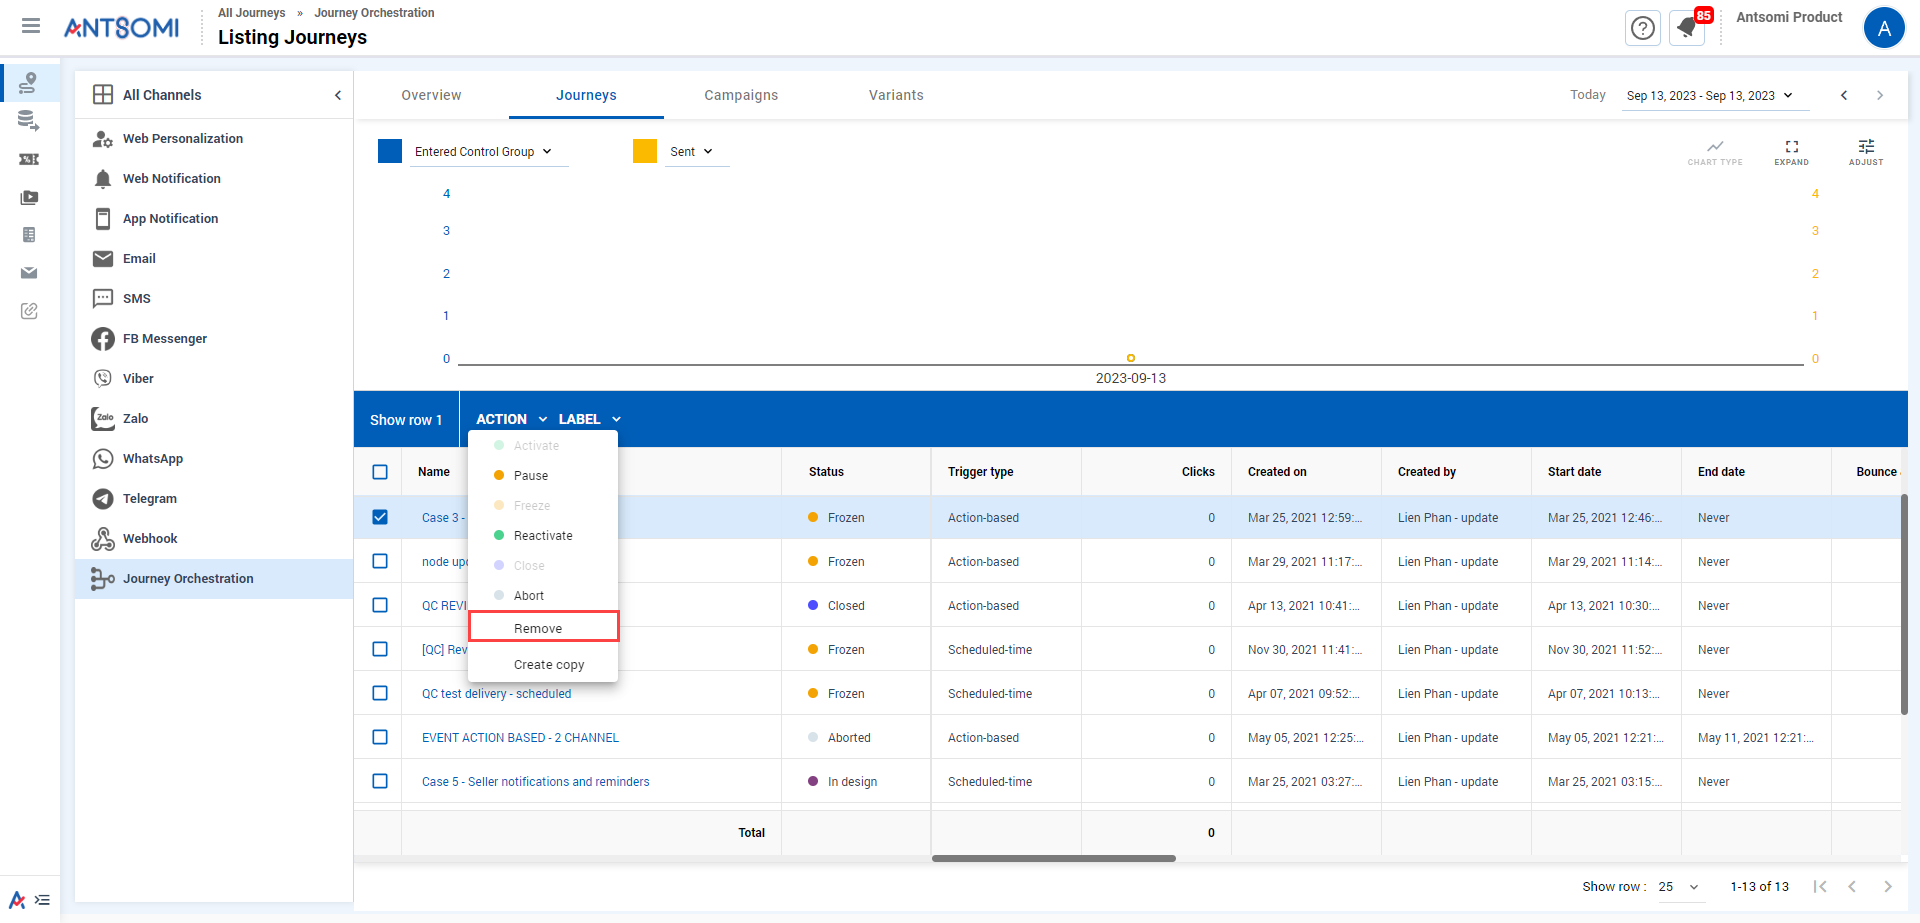 ANTSOMI
All Journeys » Journey Orchestration
Listing Journeys
85
Antsomi Product
A
All Channels
Web Personalization
Web Notification
App Notification
Email
SMS
FB Messenger
Viber
Zalo
Zalo
WhatsApp
Telegram
Webhook
Journey Orchestration
Overview
Journeys
Campaigns
Variants
Today
Sep 13, 2023 - Sep 13, 2023
Entered Control Group
Sent
CHART TYPE
EXPAND
ADJUST
4 4
3 3
2 2
1 1
0 0
2023-09-13
Show row 1
ACTION
LABEL
Activate
Pause
Freeze
Reactivate
Close
Abort
Remove
Create copy
Name Status Trigger type Clicks Created on Created by Start date End date Bounce
Case 3 - Frozen Action-based 0 Mar 25, 2021 12:59:... Lien Phan - update Mar 25, 2021 12:46:... Never
node up Frozen Action-based 0 Mar 29, 2021 11:17:... Lien Phan - update Mar 29, 2021 11:14:... Never
QC REVI Closed Action-based 0 Apr 13, 2021 10:41:... Lien Phan - update Apr 13, 2021 10:30:... Never
[QC] Rev Frozen Scheduled-time 0 Nov 30, 2021 11:41:... Lien Phan - update Nov 30, 2021 11:52:... Never
QC test delivery - scheduled Frozen Scheduled-time 0 Apr 07, 2021 09:52:... Lien Phan - update Apr 07, 2021 10:13:... Never
EVENT ACTION BASED - 2 CHANNEL Aborted Action-based 0 May 05, 2021 12:25:... Lien Phan - update May 05, 2021 12:21:... May 11, 2021 12:21:...
Case 5 - Seller notifications and reminders In design Scheduled-time 0 Mar 25, 2021 03:27:... Lien Phan - update Mar 25, 2021 03:15:... Never
Total 0
Show row : 25 1-13 of 13